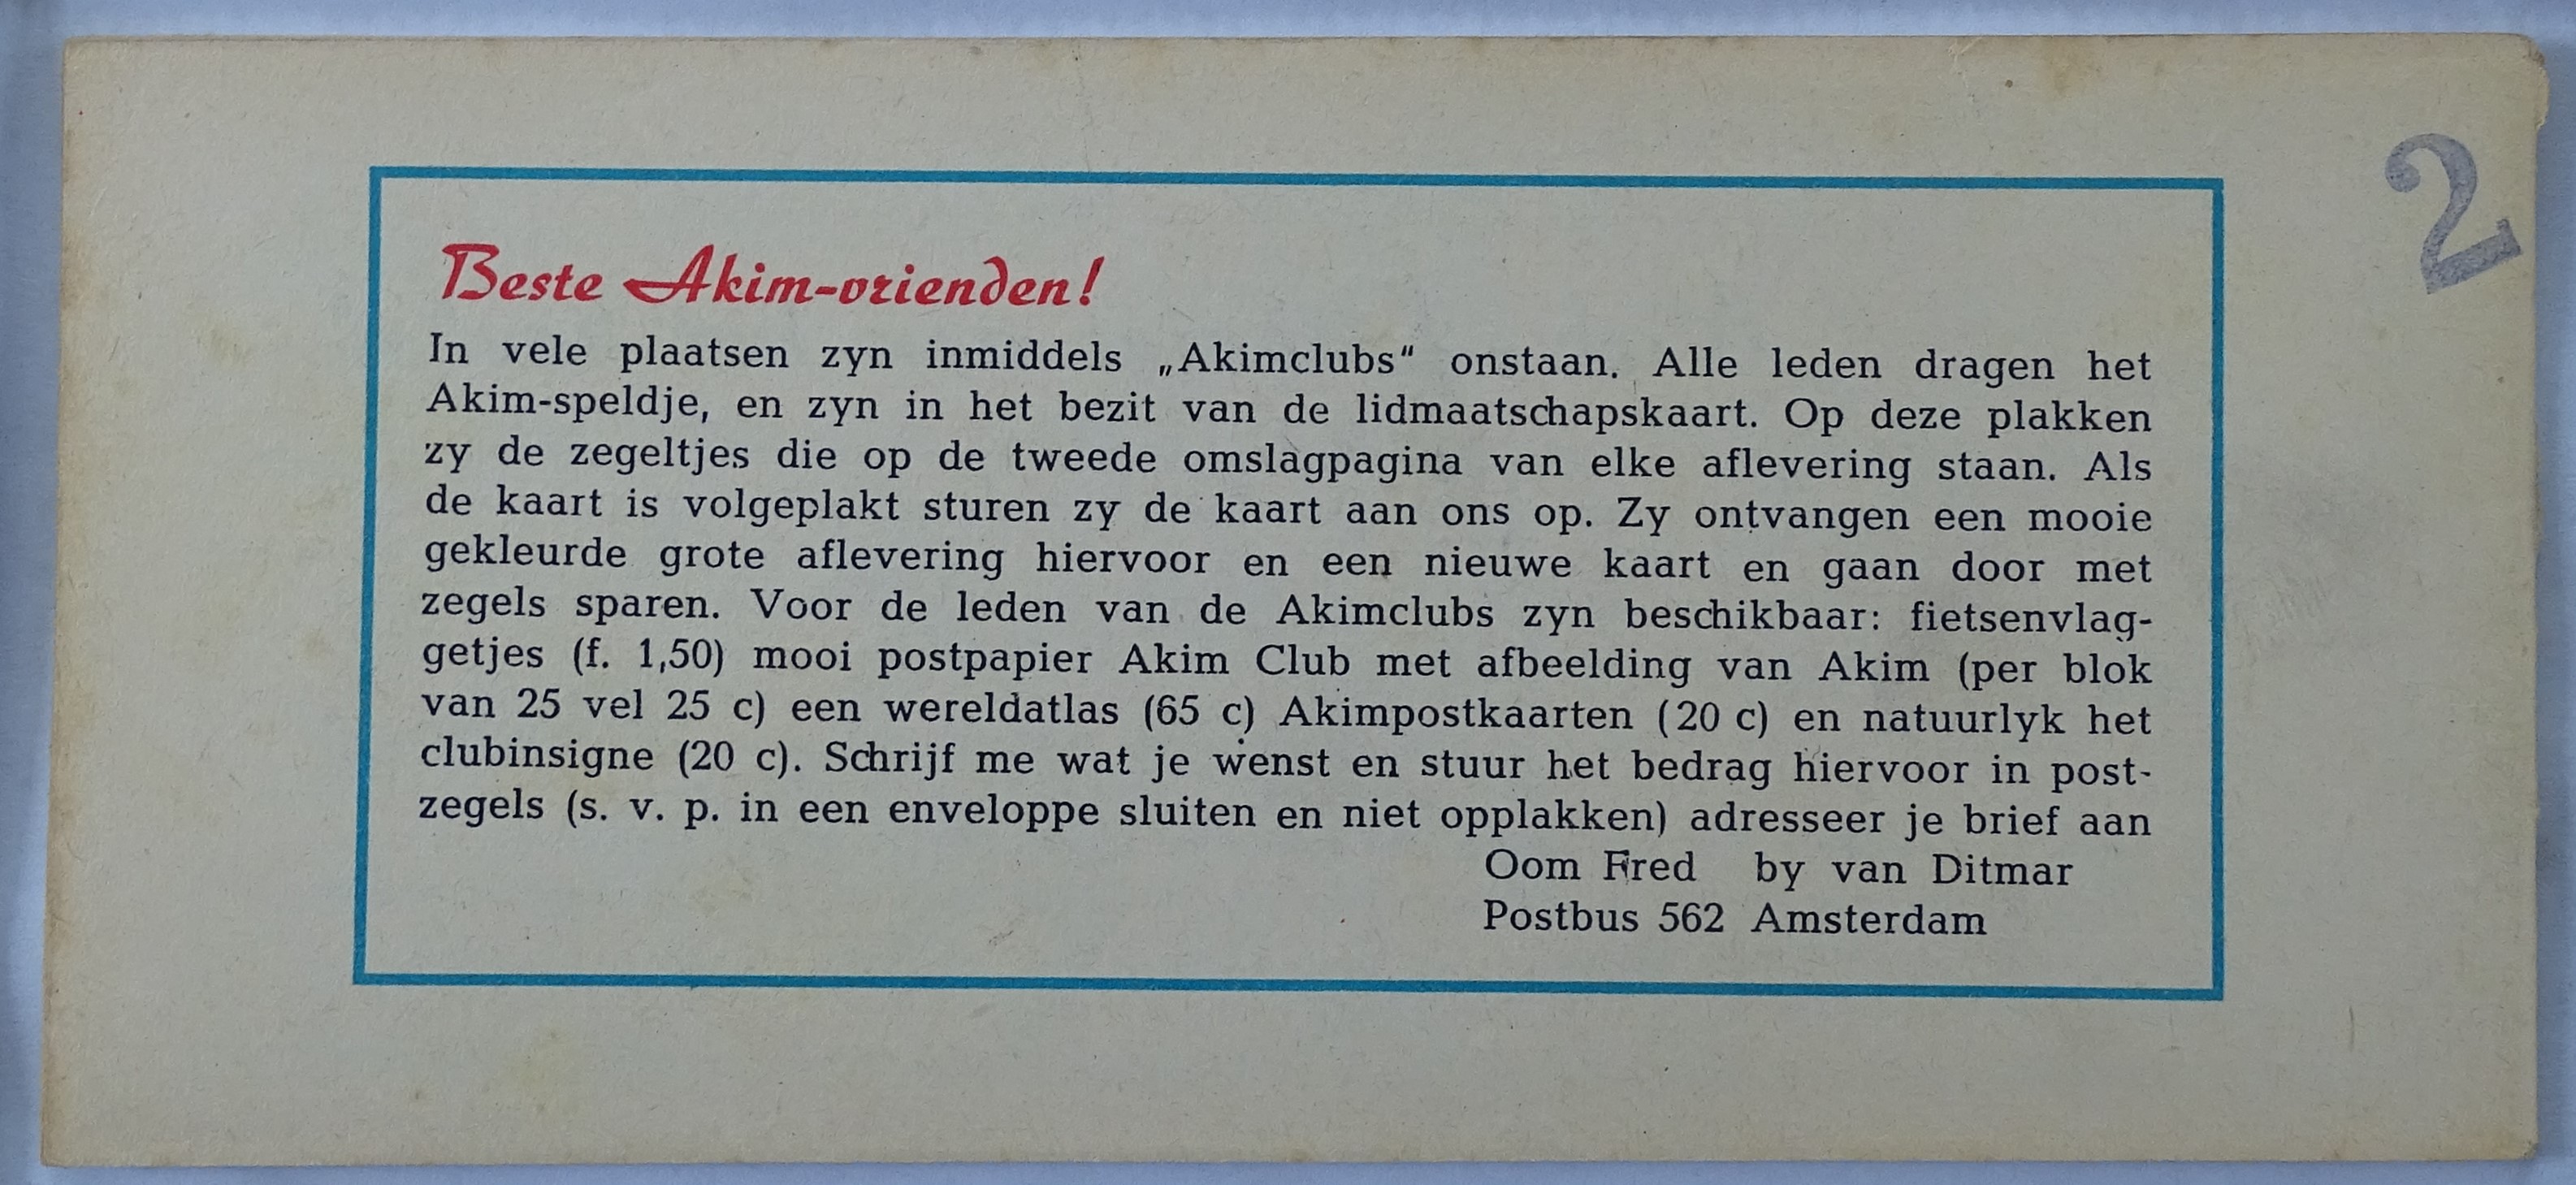 2
Beste Akim-vrienden!
In vele plaatsen zyn inmiddels „Akimclubs“ onstaan. Alle leden dragen het
Akim-speldje, en zyn in het bezit van de lidmaatschapskaart. Op deze plakken
zy de zegeltjes die op de tweede omslagpagina van elke aflevering staan. Als
de kaart is volgeplakt sturen zy de kaart aan ons op. Zy ontvangen een mooie
gekleurde grote aflevering hiervoor en een nieuwe kaart en gaan door met
zegels sparen. Voor de leden van de Akimclubs zyn beschikbaar: fietsenvlag-
getjes (f. 1,50) mooi postpapier Akim Club met afbeelding van Akim (per blok
van 25 vel 25 c) een wereldatlas (65 c) Akimpostkaarten (20 c) en natuurlyk het
clubinsigne (20 c). Schrijf me wat je wenst en stuur het bedrag hiervoor in post-
zegels (s. v. p. in een enveloppe sluiten en niet opplakken) adresseer je brief aan
Oom Fred by van Ditmar
Postbus 562 Amsterdam